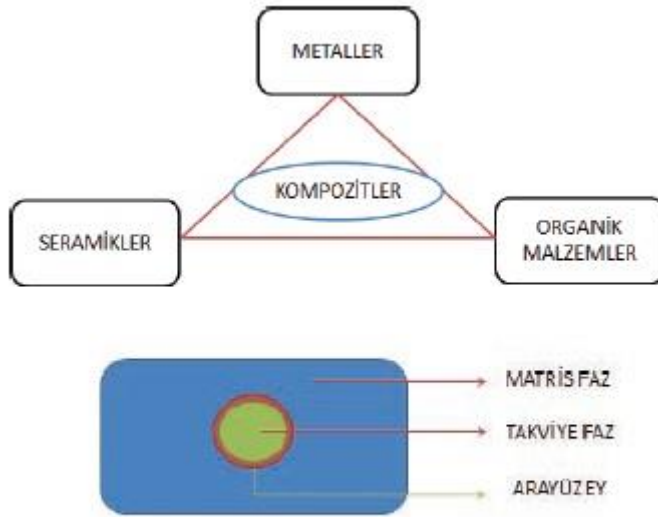 METALLER
KOMPOZİTLER
SERAMİKLER
ORGANİK
MALZEMLER
MATRİS FAZ
TAKVİYE FAZ
ARAYÜZEY